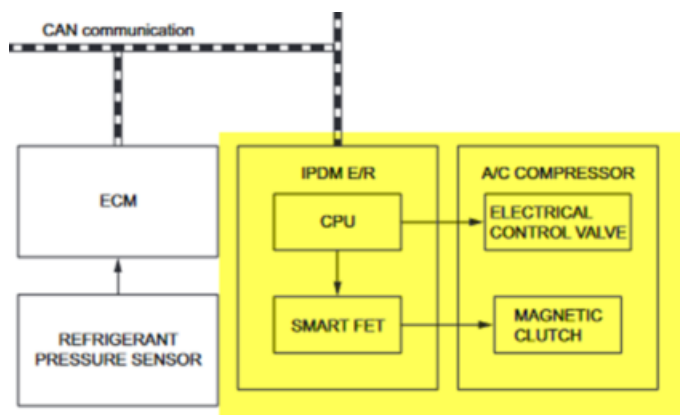 CAN communication
IPDM E/R
A/C COMPRESSOR
ECM
CPU
ELECTRICAL
CONTROL VALVE
SMART FET
MAGNETIC
CLUTCH
REFRIGERANT
PRESSURE SENSOR